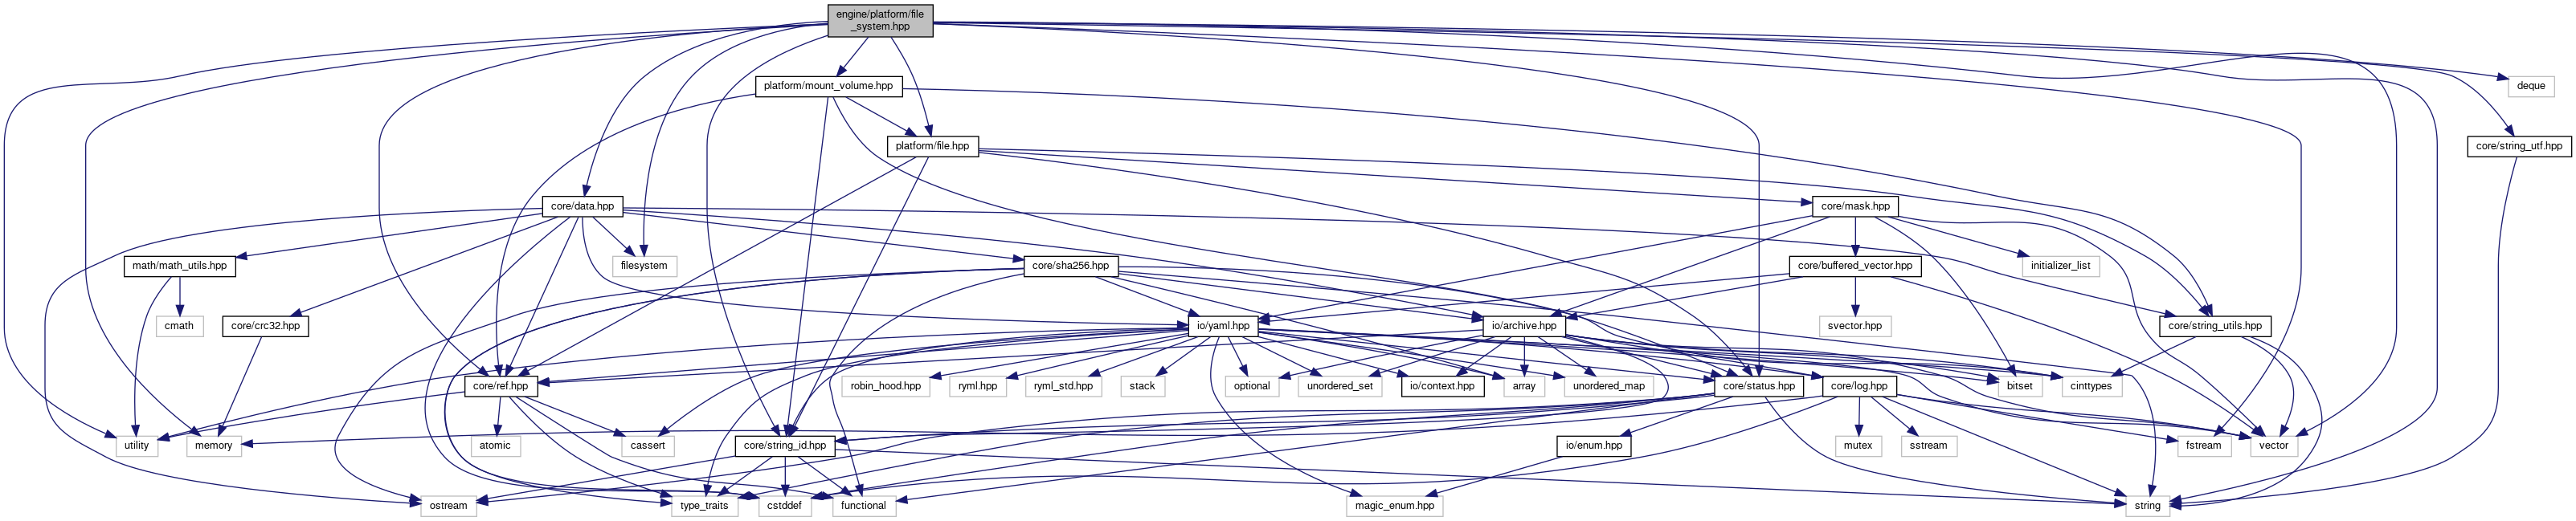 engine/platform/file
_system.hpp
platform/mount_volume.hpp
deque
platform/file.hpp
core/string_utf.hpp
core/data.hpp
core/mask.hpp
math/math_utils.hpp
filesystem
core/sha256.hpp
core/buffered_vector.hpp
initializer_list
cmath
core/crc32.hpp
io/yaml.hpp
io/archive.hpp
svector.hpp
core/string_utils.hpp
core/ref.hpp
robin_hood.hpp
ryml.hpp
ryml_std.hpp
stack
optional
unordered_set
io/context.hpp
array
unordered_map
core/status.hpp
core/log.hpp
bitset
cinttypes
utility
memory
atomic
cassert
core/string_id.hpp
io/enum.hpp
mutex
sstream
fstream
vector
ostream
type_traits
cstddef
functional
magic_enum.hpp
string